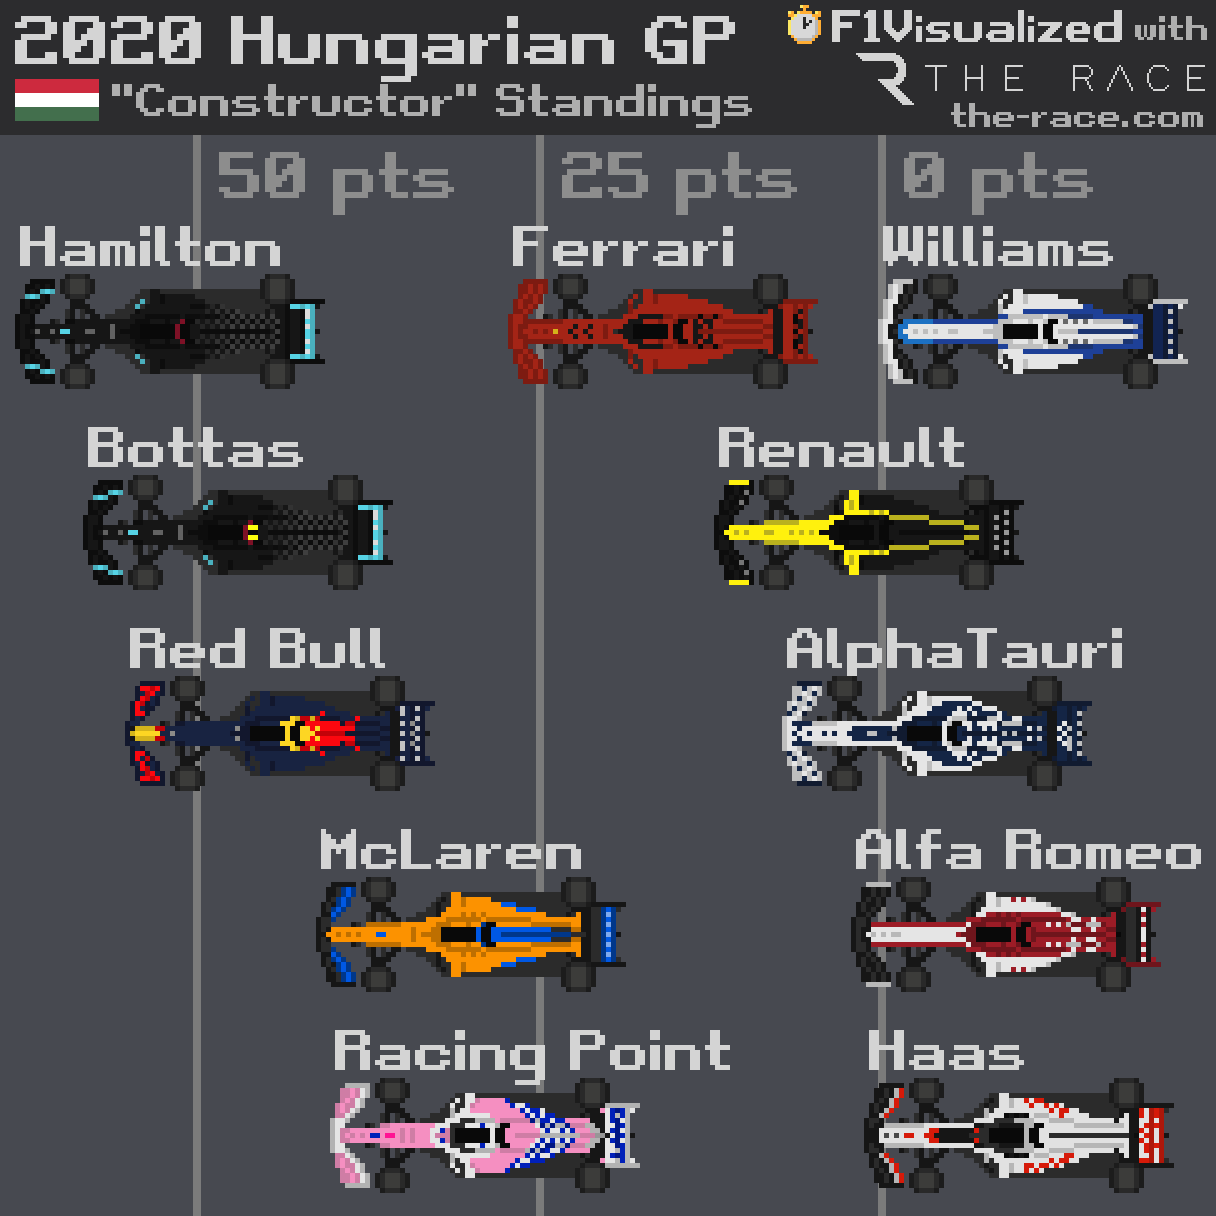 2020 Hungarian GP
"Constructor" Standings
F1Visualized with
THE RACE
the-race.com
50 pts
25 pts
0 pts
Hamilton
Ferrari
Williams
Bottas
Renault
Red Bull
AlphaTauri
McLaren
Alfa Romeo
Racing Point
Haas